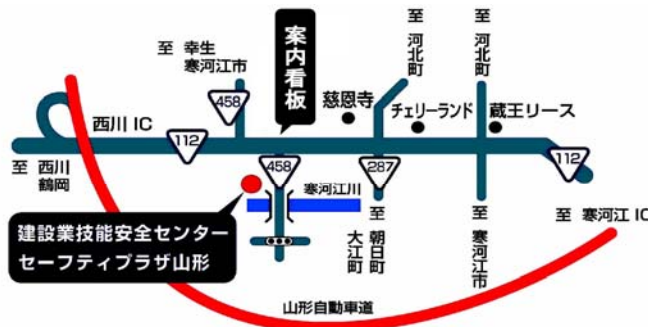 至 幸生
寒河江市
458
案内看板
至 河北町
至 河北町
慈恩寺
チェリーランド
蔵王リース
西川 IC
112
458
287
112
至 西川
鶴岡
寒河江川
至 朝日町
大江町
至 寒河江市
至 寒河江 IC
建設業技能安全センター
セーフティプラザ山形
山形自動車道